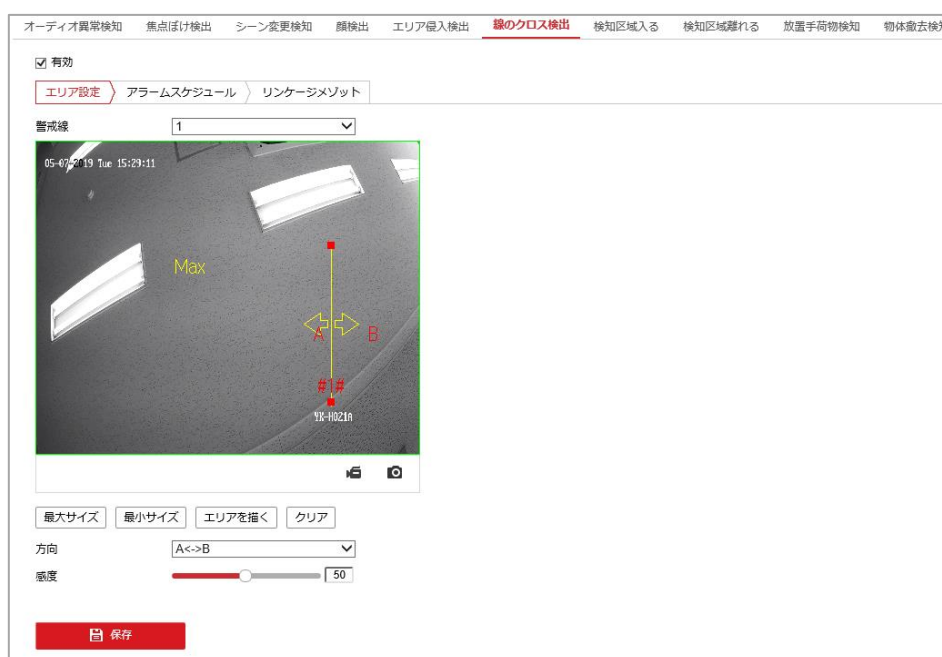 オーディオ異常検知 焦点ぼけ検出 シーン変更検知 顔検出 エリア侵入検出 線のクロス検出 検知区域入る 検知区域離れる 放置手荷物検知 物体撤去検知
有効
エリア設定 アラームスケジュール リンケージメゾット
警戒線 1
05-07-2019 Tue 15:29:11
Max
A B
#1#
YK-H021A
最大サイズ 最小サイズ エリアを描く クリア
方向 A<->B
感度 50
保存